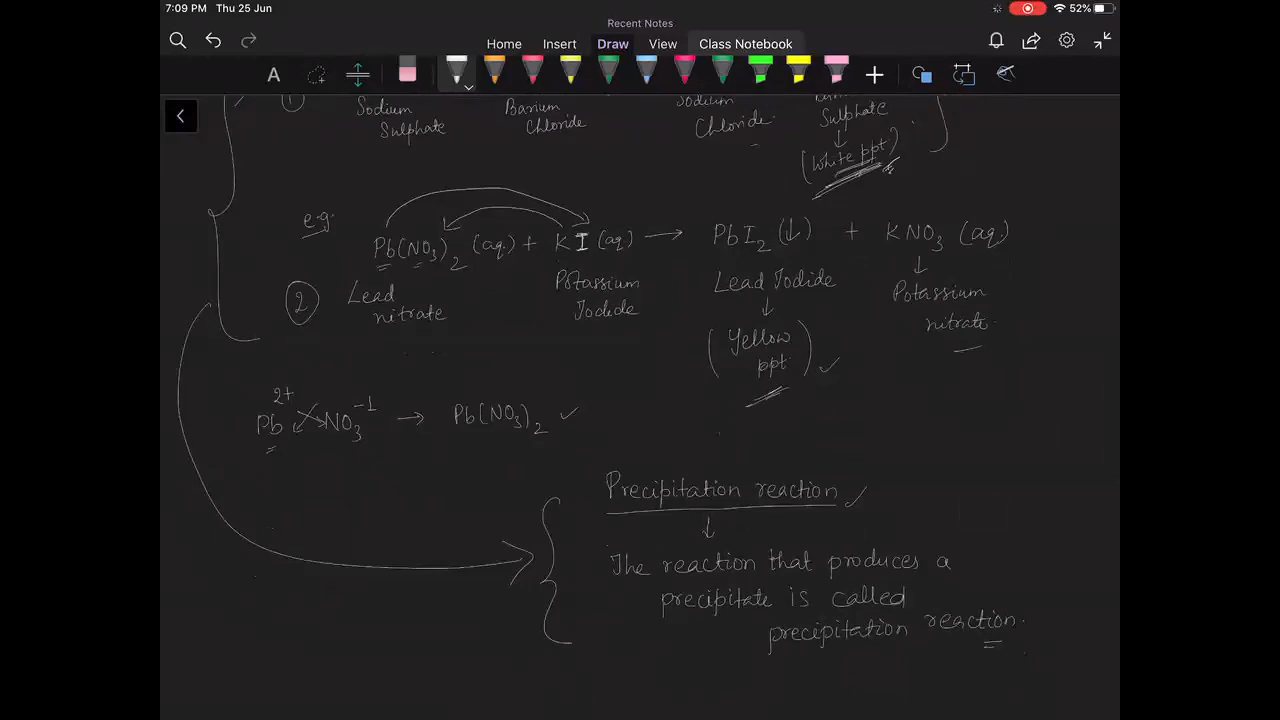 7:09 PM Thu 25 Jun
52%
Recent Notes
Home Insert Draw View Class Notebook
A
1
Sodium Barium Sodium
Sulphate Chloride Chloride Sulphate
(White ppt)
e.g.
Pb(NO₃)₂ (aq.) + KI (aq) → PbI₂ (↓) + KNO₃ (aq.)
2 Lead Potassium Lead Iodide Potassium
nitrate Iodide nitrate
(Yellow
ppt)
Pb²⁺ NO₃⁻¹ → Pb(NO₃)₂ ✓
Precipitation reaction ✓
The reaction that produces a
precipitate is called
precipitation reaction.